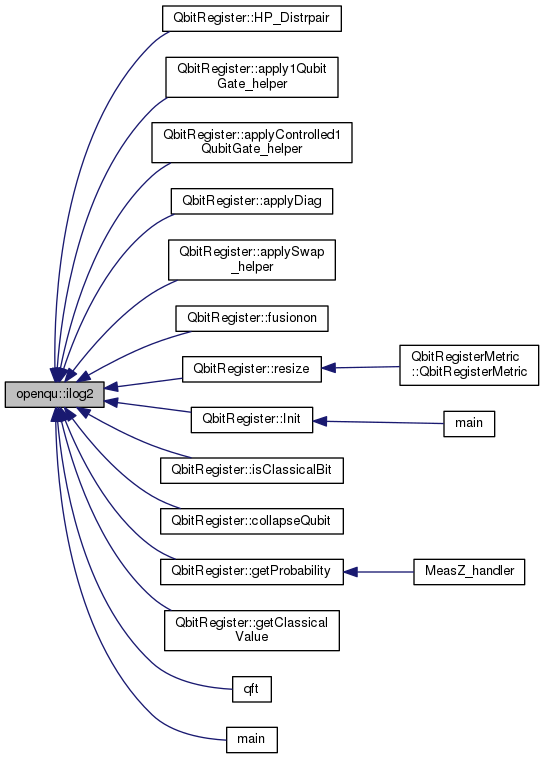 QbitRegister::HP_Distrpair
QbitRegister::apply1Qubit
Gate_helper
QbitRegister::applyControlled1
QubitGate_helper
QbitRegister::applyDiag
QbitRegister::applySwap
_helper
QbitRegister::fusionon
QbitRegister::resize
QbitRegisterMetric
::QbitRegisterMetric
openqu::ilog2
QbitRegister::Init
main
QbitRegister::isClassicalBit
QbitRegister::collapseQubit
QbitRegister::getProbability
MeasZ_handler
QbitRegister::getClassical
Value
qft
main